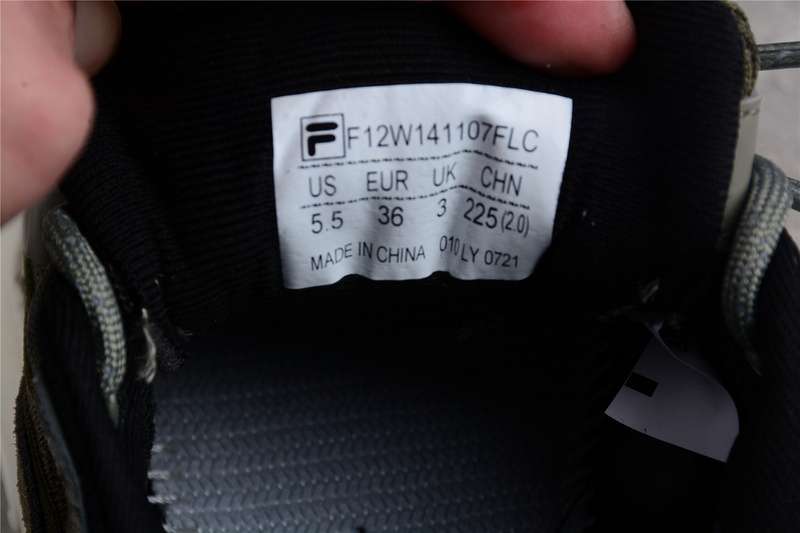 F12W141107FLC
US EUR UK CHN
5.5 36 3 225(2.0)
MADE IN CHINA 010 LY 0721